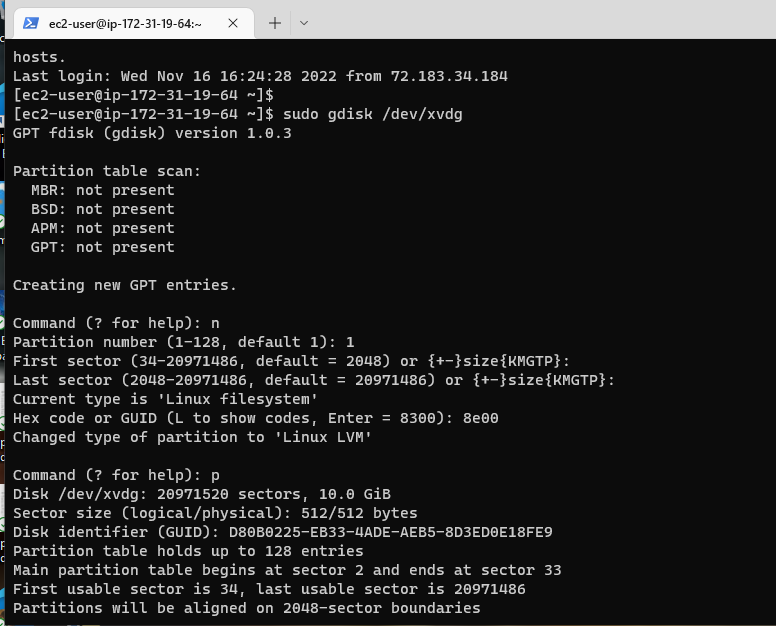 ec2-user@ip-172-31-19-64:~
hosts.
Last login: Wed Nov 16 16:24:28 2022 from 72.183.34.184
[ec2-user@ip-172-31-19-64 ~]$
[ec2-user@ip-172-31-19-64 ~]$ sudo gdisk /dev/xvdg
GPT fdisk (gdisk) version 1.0.3
Partition table scan:
MBR: not present
BSD: not present
APM: not present
GPT: not present
Creating new GPT entries.
Command (? for help): n
Partition number (1-128, default 1): 1
First sector (34-20971486, default = 2048) or {+-}size{KMGTP}:
Last sector (2048-20971486, default = 20971486) or {+-}size{KMGTP}:
Current type is 'Linux filesystem'
Hex code or GUID (L to show codes, Enter = 8300): 8e00
Changed type of partition to 'Linux LVM'
Command (? for help): p
Disk /dev/xvdg: 20971520 sectors, 10.0 GiB
Sector size (logical/physical): 512/512 bytes
Disk identifier (GUID): D80B0225-EB33-4ADE-AEB5-8D3ED0E18FE9
Partition table holds up to 128 entries
Main partition table begins at sector 2 and ends at sector 33
First usable sector is 34, last usable sector is 20971486
Partitions will be aligned on 2048-sector boundaries